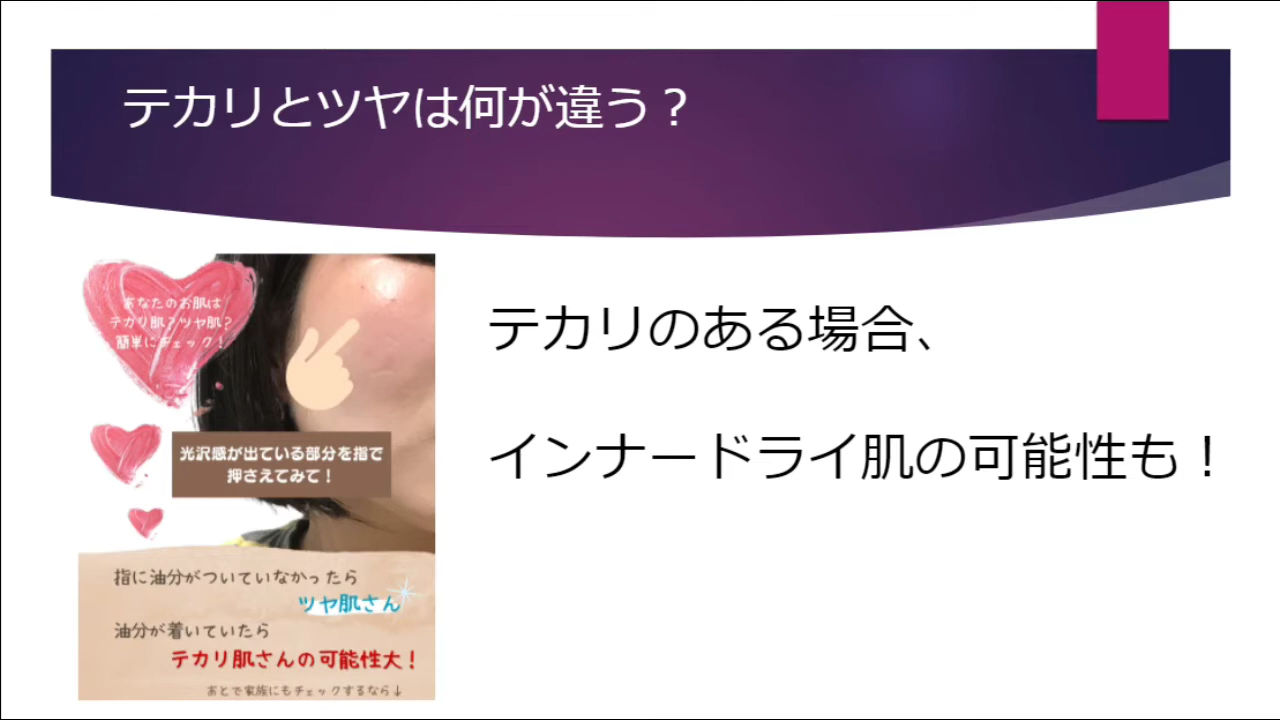 テカリとツヤは何が違う？
あなたのお肌は
テカリ肌？ツヤ肌？
簡単にチェック！
光沢感が出ている部分を指で
押さえてみて！
指に油分がついていなかったら
ツヤ肌さん
油分が着いていたら
テカリ肌さんの可能性大！
あとで家族にもチェックするなら↓
テカリのある場合、
インナードライ肌の可能性も！